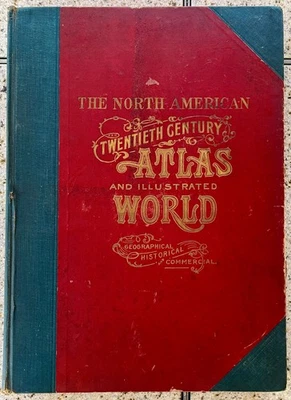 THE NORTH AMERICAN
TWENTIETH CENTURY
ATLAS
AND ILLUSTRATED
WORLD
GEOGRAPHICAL
HISTORICAL
COMMERCIAL.